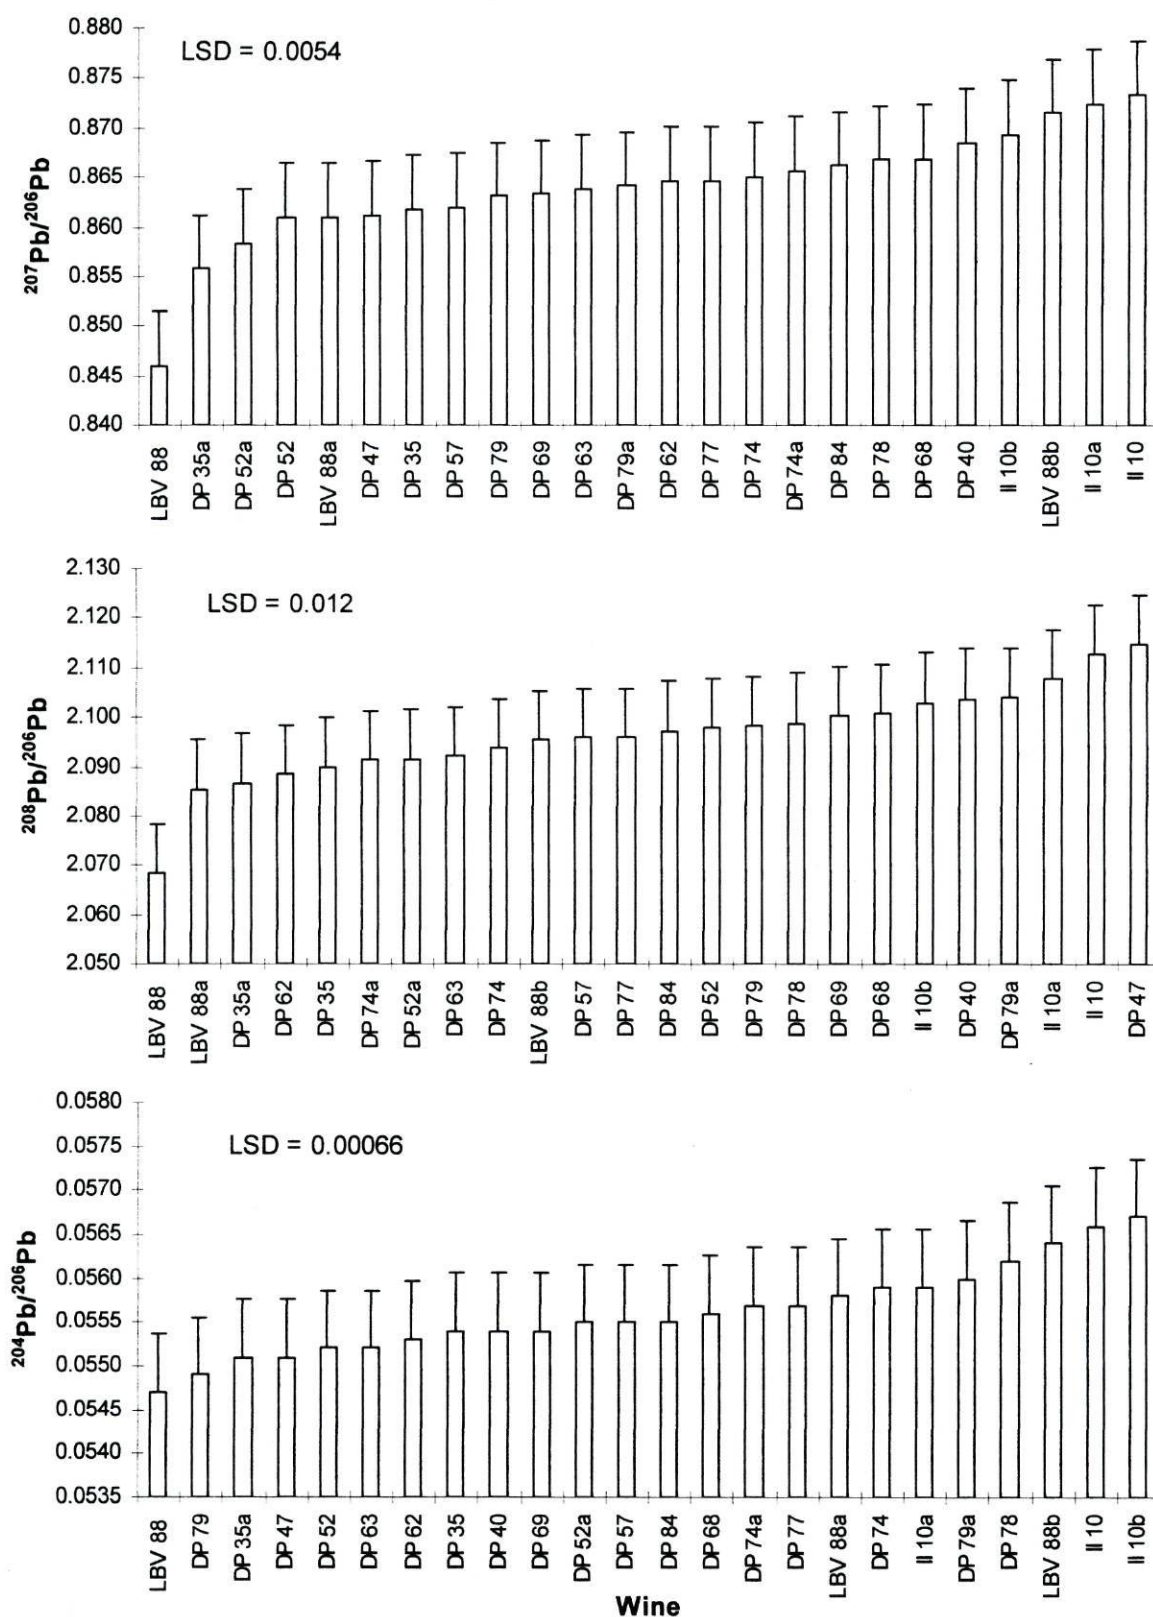 LSD = 0.0054
²⁰⁷Pb/²⁰⁶Pb
0.880
0.875
0.870
0.865
0.860
0.855
0.850
0.845
0.840
LBV 88
DP 35a
DP 52a
DP 52
LBV 88a
DP 47
DP 35
DP 57
DP 79
DP 69
DP 63
DP 79a
DP 62
DP 77
DP 74
DP 74a
DP 84
DP 78
DP 68
DP 40
II 10b
LBV 88b
II 10a
II 10
LSD = 0.012
²⁰⁸Pb/²⁰⁶Pb
2.130
2.120
2.110
2.100
2.090
2.080
2.070
2.060
2.050
LBV 88
LBV 88a
DP 35a
DP 62
DP 35
DP 74a
DP 52a
DP 63
DP 74
LBV 88b
DP 57
DP 77
DP 84
DP 52
DP 79
DP 78
DP 69
DP 68
II 10b
DP 40
DP 79a
II 10a
II 10
DP 47
LSD = 0.00066
²⁰⁴Pb/²⁰⁶Pb
0.0580
0.0575
0.0570
0.0565
0.0560
0.0555
0.0550
0.0545
0.0540
0.0535
LBV 88
DP 79
DP 35a
DP 47
DP 52
DP 63
DP 62
DP 35
DP 40
DP 69
DP 52a
DP 57
DP 84
DP 68
DP 74a
DP 77
LBV 88a
DP 74
II 10a
DP 79a
DP 78
LBV 88b
II 10
II 10b
Wine